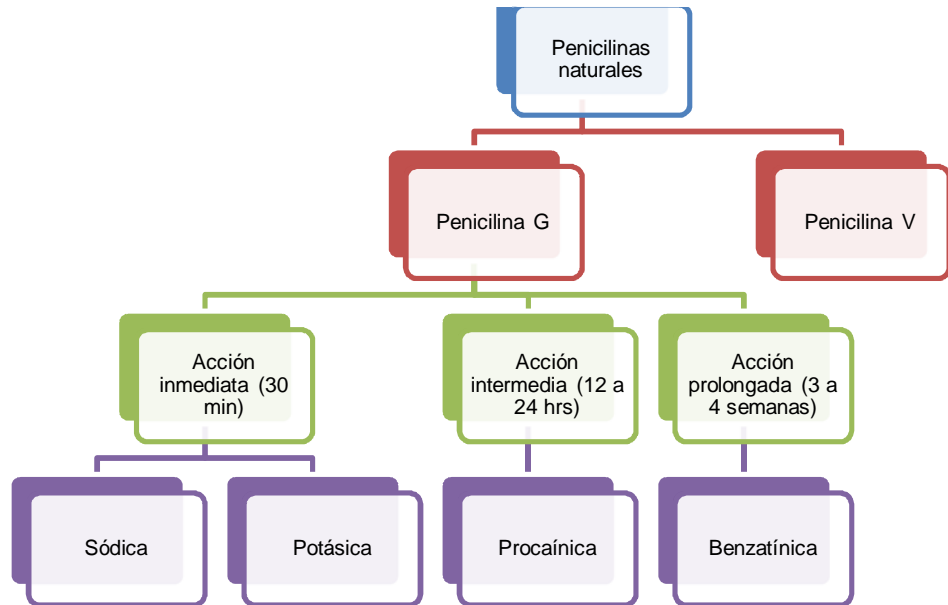 Penicilinas
naturales
Penicilina G
Penicilina V
Acción
inmediata (30
min)
Acción
intermedia (12 a
24 hrs)
Acción
prolongada (3 a
4 semanas)
Sódica
Potásica
Procaínica
Benzatínica